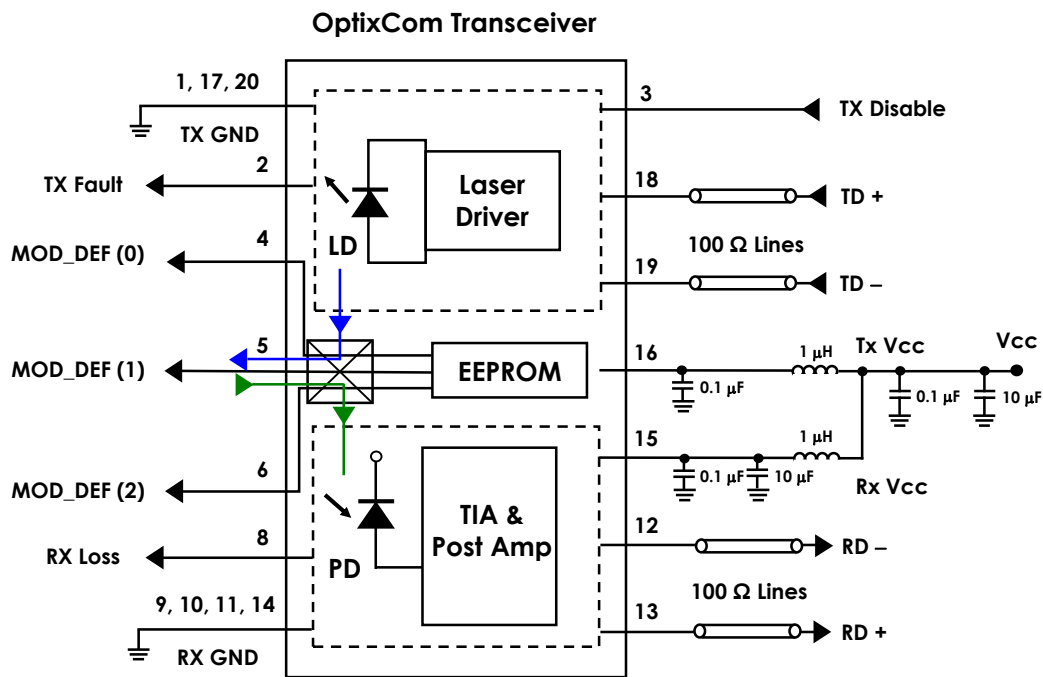 OptixCom Transceiver
1, 17, 20
TX GND
2
TX Fault
4
MOD_DEF (0)
5
MOD_DEF (1)
6
MOD_DEF (2)
8
RX Loss
9, 10, 11, 14
RX GND
Laser
Driver
LD
EEPROM
TIA &
Post Amp
PD
3
TX Disable
18
TD +
100 Ω Lines
19
TD –
16
1 μH
Tx Vcc
Vcc
0.1 μF
0.1 μF
10 μF
15
1 μH
0.1 μF
10 μF
Rx Vcc
12
RD –
100 Ω Lines
13
RD +